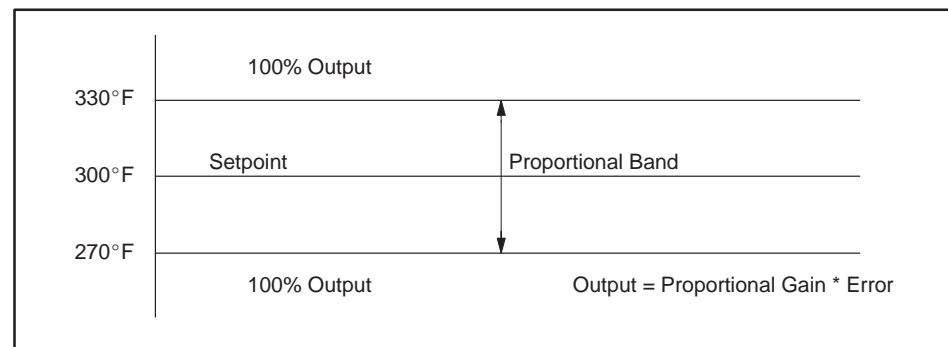 100% Output
330°F
Setpoint
Proportional Band
300°F
270°F
100% Output
Output = Proportional Gain * Error